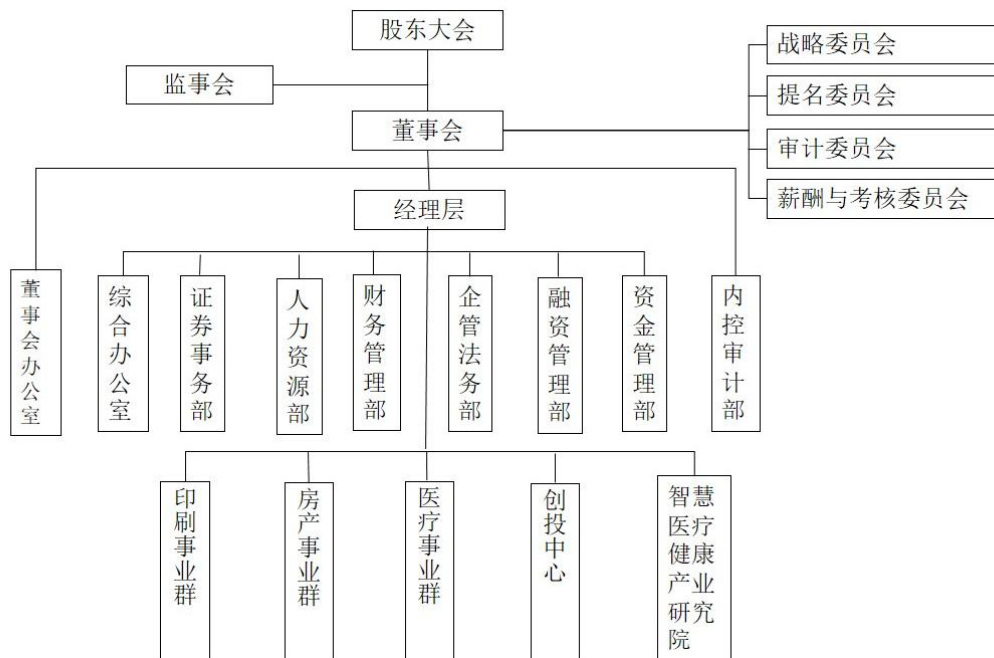 股东大会
监事会
董事会
战略委员会
提名委员会
审计委员会
薪酬与考核委员会
经理层
董事会办公室
综合办公室
证券事务部
人力资源部
财务管理部
企管法务部
融资管理部
资金管理部
内控审计部
印刷事业群
房产事业群
医疗事业群
创投中心
智慧
医疗
健康
产业
研究
院